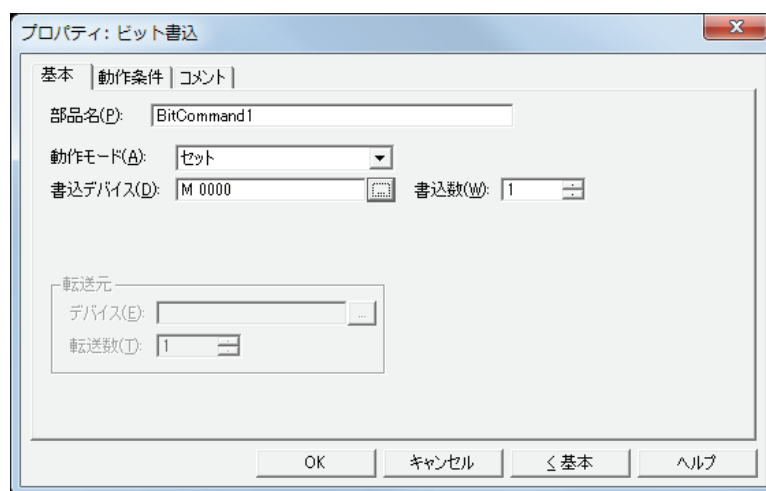 プロパティ: ビット書込
基本 動作条件 コメント
部品名(P): BitCommand1
動作モード(A): セット
書込デバイス(D): M 0000 ... 書込数(W): 1
転送元
デバイス(E): ...
転送数(T): 1
OK キャンセル < 基本 ヘルプ